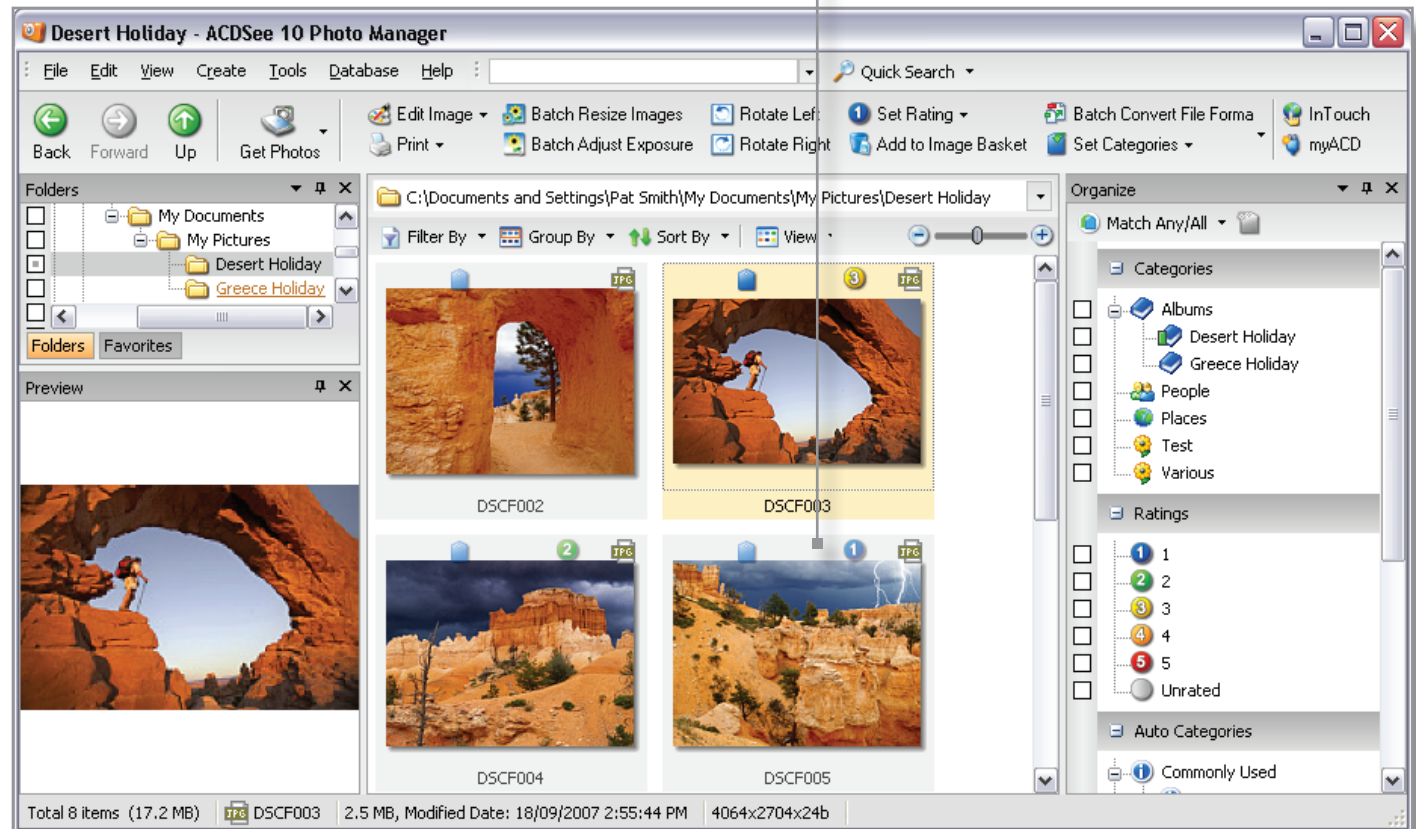 Desert Holiday - ACDSee 10 Photo Manager
File Edit View Create Tools Database Help Quick Search
Back Forward Up Get Photos
Edit Image Batch Resize Images Rotate Left Set Rating Batch Convert File Forma InTouch
Print Batch Adjust Exposure Rotate Right Add to Image Basket Set Categories myACD
Folders
My Documents
My Pictures
Desert Holiday
Greece Holiday
Folders Favorites
Preview
C:\Documents and Settings\Pat Smith\My Documents\My Pictures\Desert Holiday
Filter By Group By Sort By View
JPG
DSCF002
3 JPG
DSCF003
2 JPG
DSCF004
1 JPG
DSCF005
Organize
Match Any/All
Categories
Albums
Desert Holiday
Greece Holiday
People
Places
Test
Various
Ratings
1 1
2 2
3 3
4 4
5 5
Unrated
Auto Categories
Commonly Used
Total 8 items (17.2 MB) JPG DSCF003 2.5 MB, Modified Date: 18/09/2007 2:55:44 PM 4064x2704x24b